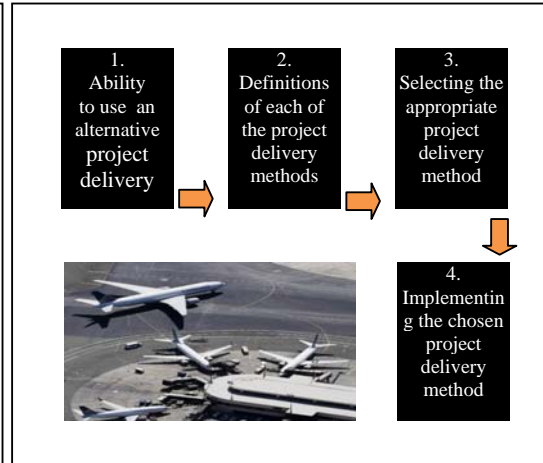 1.
Ability
to use  an
alternative
project
delivery
2.
Definitions
of each of
the project
delivery
methods
3.
Selecting the
appropriate
project
delivery
method
4.
Implementin
g the chosen
project
delivery
method